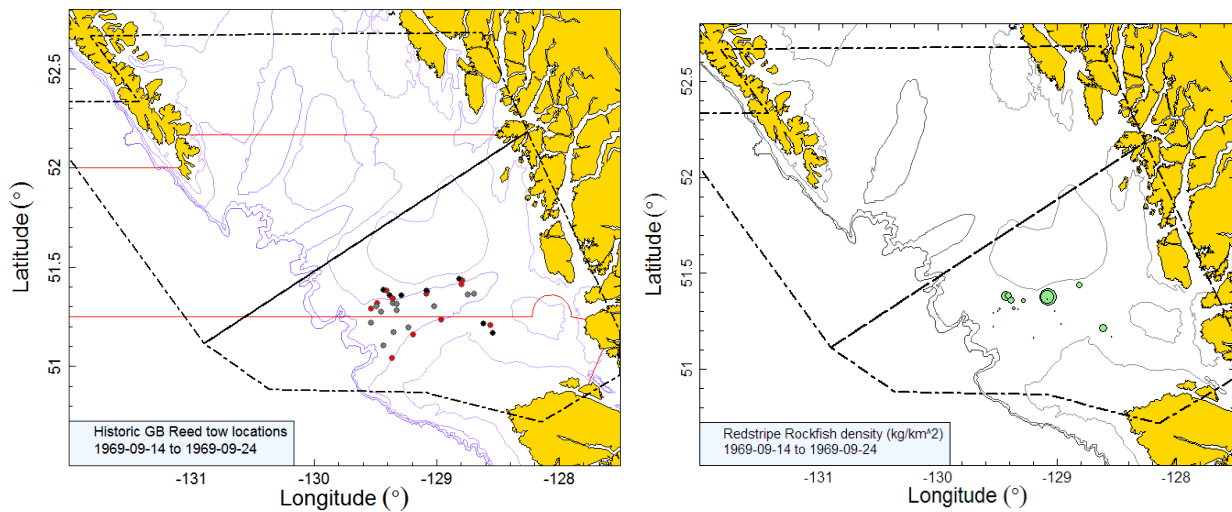 52.5
52
51.5
51
Latitude (°)
Historic GB Reed tow locations
1969-09-14 to 1969-09-24
-131
-130
-129
-128
Longitude (°)
52.5
52
51.5
51
Latitude (°)
Redstripe Rockfish density (kg/km^2)
1969-09-14 to 1969-09-24
-131
-130
-129
-128
Longitude (°)